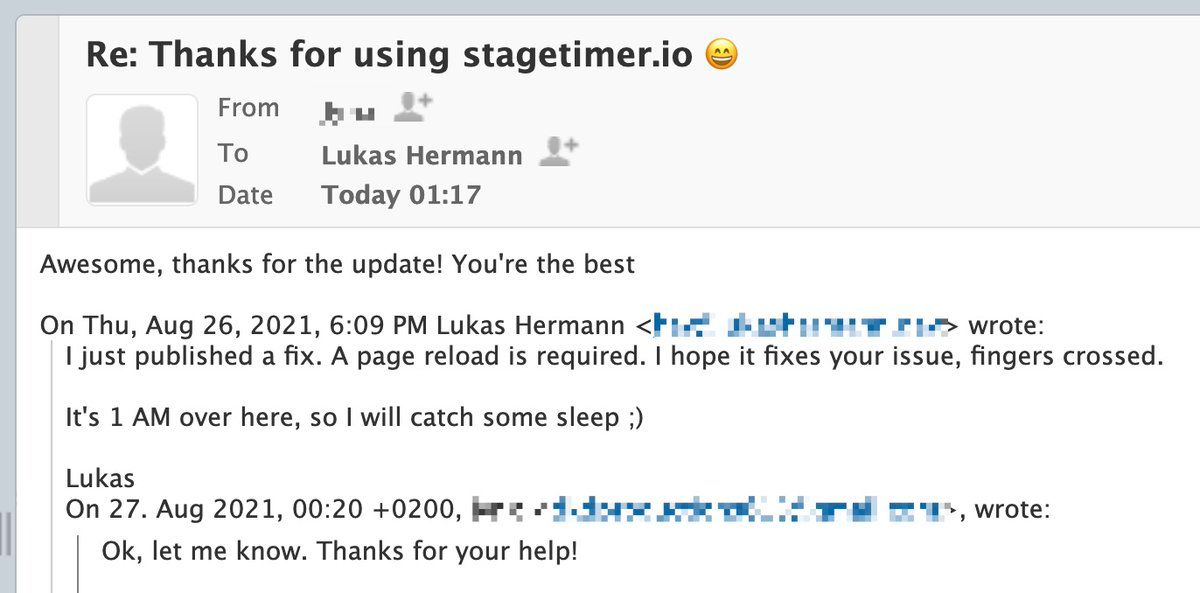 Re: Thanks for using stagetimer.io 😄
From
To Lukas Hermann
Date Today 01:17
Awesome, thanks for the update! You're the best
On Thu, Aug 26, 2021, 6:09 PM Lukas Hermann < > wrote:
I just published a fix. A page reload is required. I hope it fixes your issue, fingers crossed.
It's 1 AM over here, so I will catch some sleep ;)
Lukas
On 27. Aug 2021, 00:20 +0200, < >, wrote:
Ok, let me know. Thanks for your help!